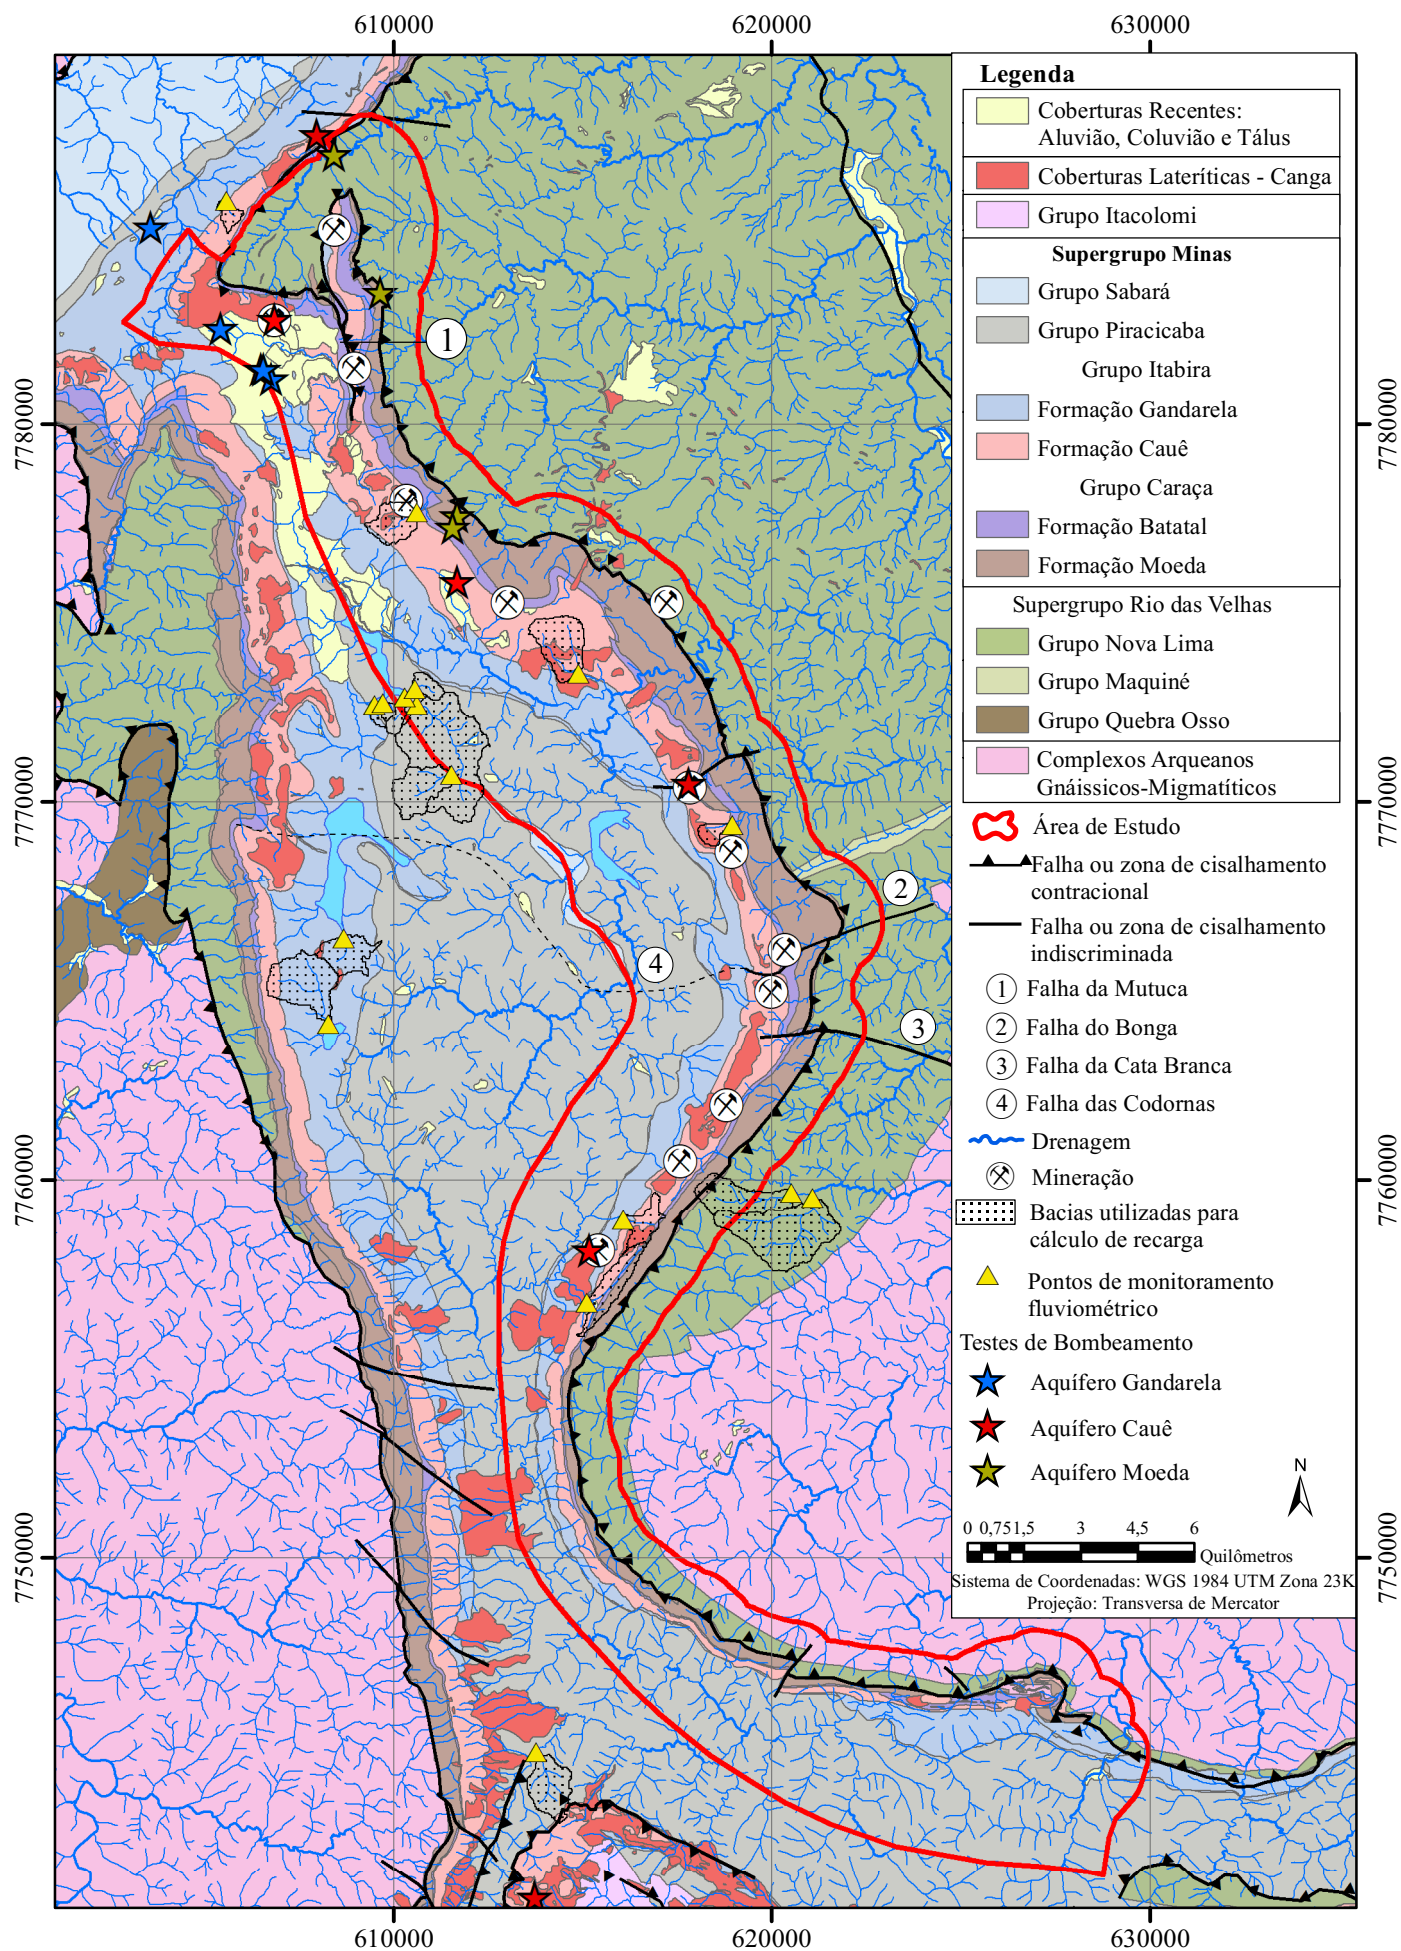 610000
620000
630000
Legenda
Coberturas Recentes:
Aluvião, Coluvião e Tálus
Coberturas Lateríticas - Canga
Grupo Itacolomi
Supergrupo Minas
Grupo Sabará
Grupo Piracicaba
Grupo Itabira
Formação Gandarela
Formação Cauê
Grupo Caraça
Formação Batatal
Formação Moeda
Supergrupo Rio das Velhas
Grupo Nova Lima
Grupo Maquiné
Grupo Quebra Osso
Complexos Arqueanos
Gnáissicos-Migmatíticos
Área de Estudo
Falha ou zona de cisalhamento
contracional
Falha ou zona de cisalhamento
indiscriminada
1 Falha da Mutuca
2 Falha do Bonga
3 Falha da Cata Branca
4 Falha das Codornas
Drenagem
Mineração
Bacias utilizadas para
cálculo de recarga
Pontos de monitoramento
fluviométrico
Testes de Bombeamento
Aquífero Gandarela
Aquífero Cauê
Aquífero Moeda
N
0 0,75 1,5 3 4,5 6
Quilômetros
Sistema de Coordenadas: WGS 1984 UTM Zona 23K
Projeção: Transversa de Mercator
1
2
3
4
7780000
7770000
7760000
7750000
7780000
7770000
7760000
7750000
610000
620000
630000